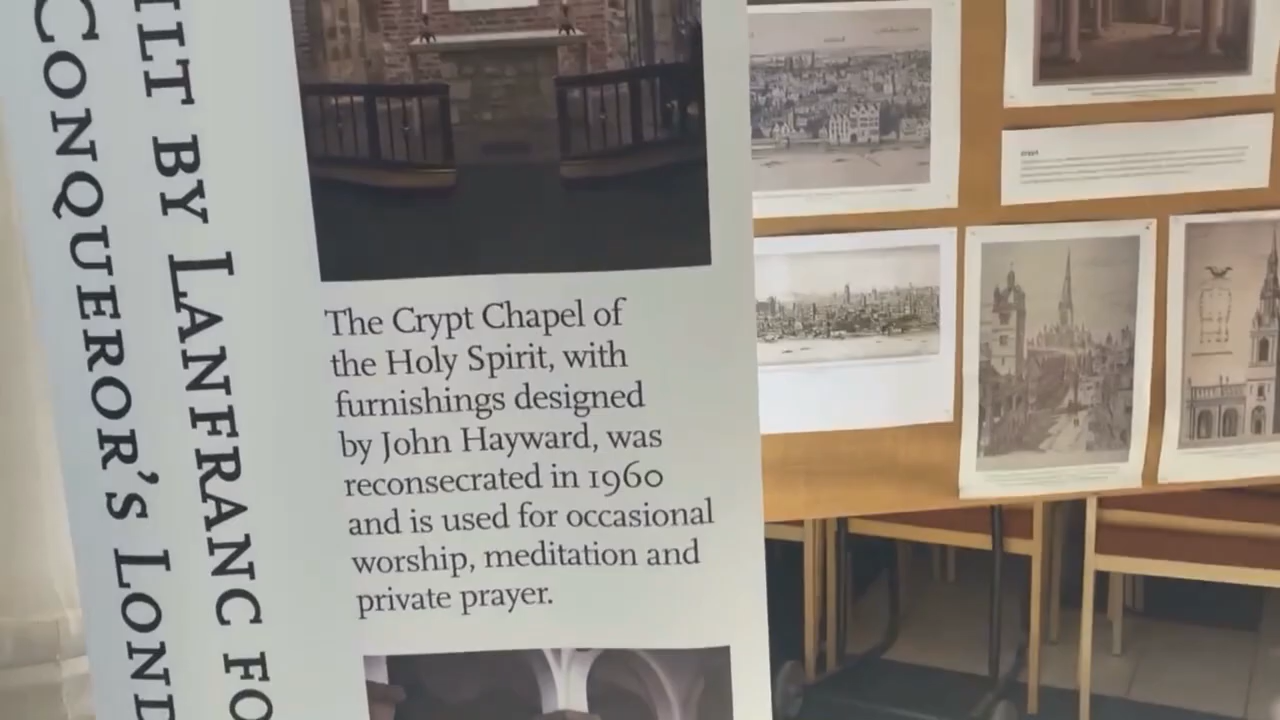 ILT BY LANFRANC FO
CONQUEROR'S LOND
The Crypt Chapel of
the Holy Spirit, with
furnishings designed
by John Hayward, was
reconsecrated in 1960
and is used for occasional
worship, meditation and
private prayer.